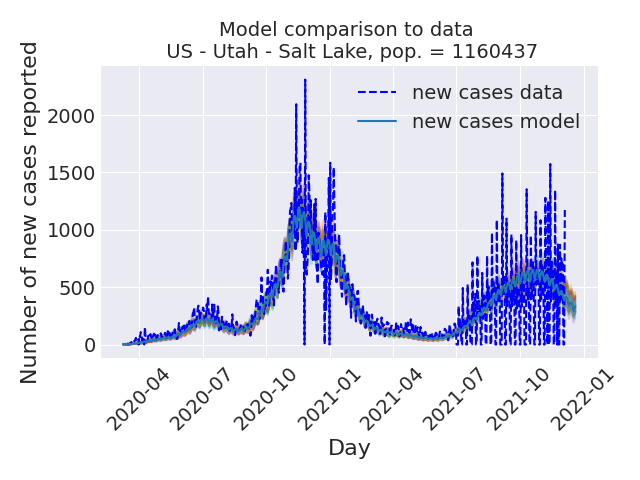 Model comparison to data
US - Utah - Salt Lake, pop. = 1160437
Number of new cases reported
2000
1500
1000
500
0
new cases data
new cases model
2020-04
2020-07
2020-10
2021-01
2021-04
2021-07
2021-10
2022-01
Day